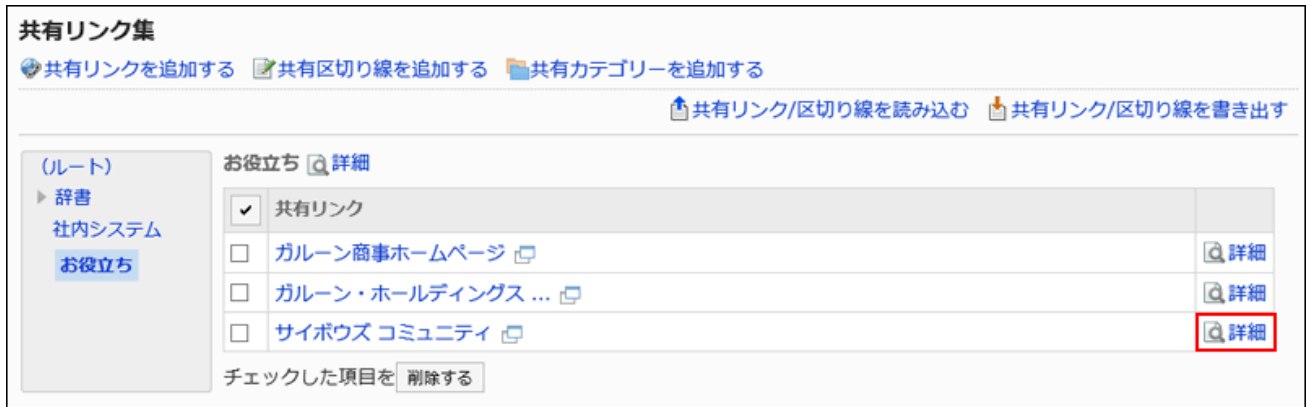 共有リンク集
共有リンクを追加する 共有区切り線を追加する 共有カテゴリーを追加する
共有リンク/区切り線を読み込む 共有リンク/区切り線を書き出す
(ルート)
辞書
社内システム
お役立ち
お役立ち 詳細
共有リンク
ガルーン商事ホームページ 詳細
ガルーン・ホールディングス ... 詳細
サイボウズ コミュニティ 詳細
チェックした項目を 削除する